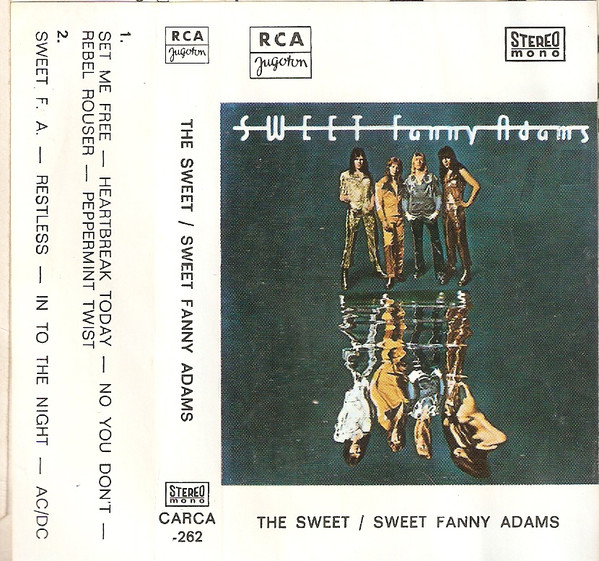 1.
SET ME FREE — HEARTBREAK TODAY — NO YOU DON'T —
REBEL ROUSER — PEPPERMINT TWIST
2.
SWEET F. A. — RESTLESS — IN TO THE NIGHT — AC/DC
RCA
Jugoton
THE SWEET / SWEET FANNY ADAMS
STEREO
mono
CARCA
-262
RCA
Jugoton
STEREO
mono
SWEET Fanny Adams
THE SWEET / SWEET FANNY ADAMS